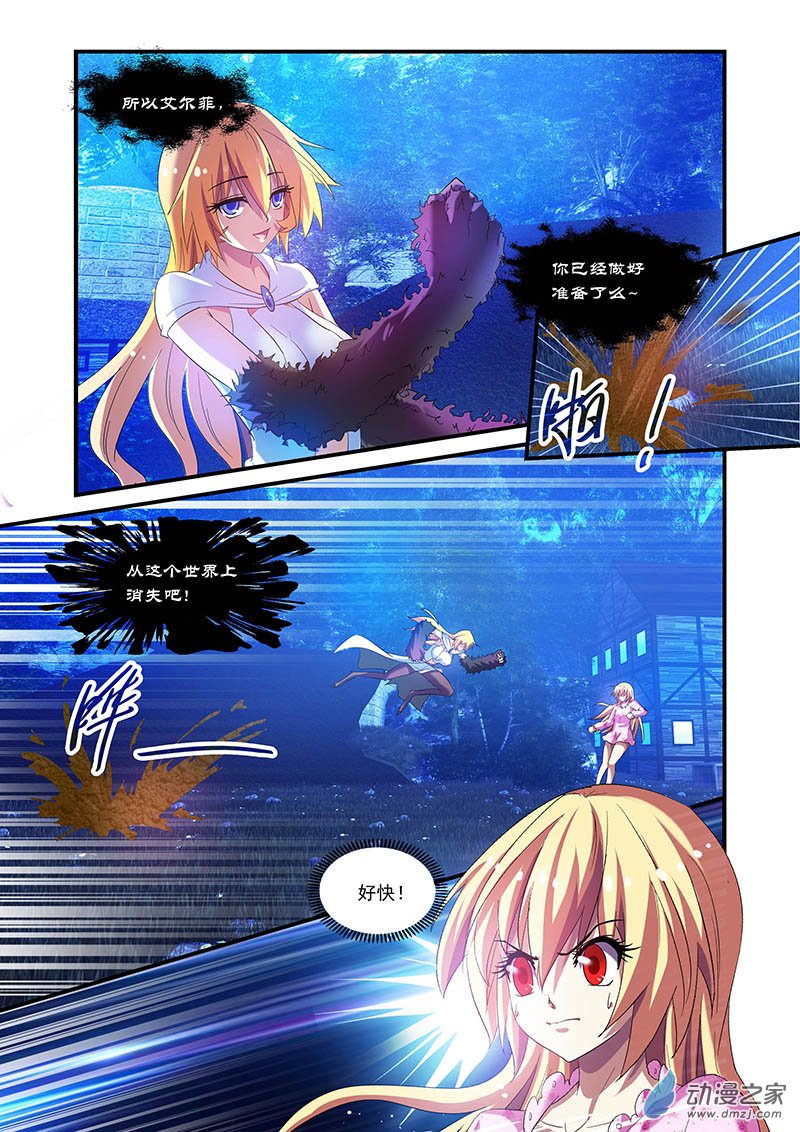 所以艾尔菲，
你已经做好
准备了么~
啪！
从这个世界上
消失吧！
哗——
好快！
动漫之家
www.dmzj.com